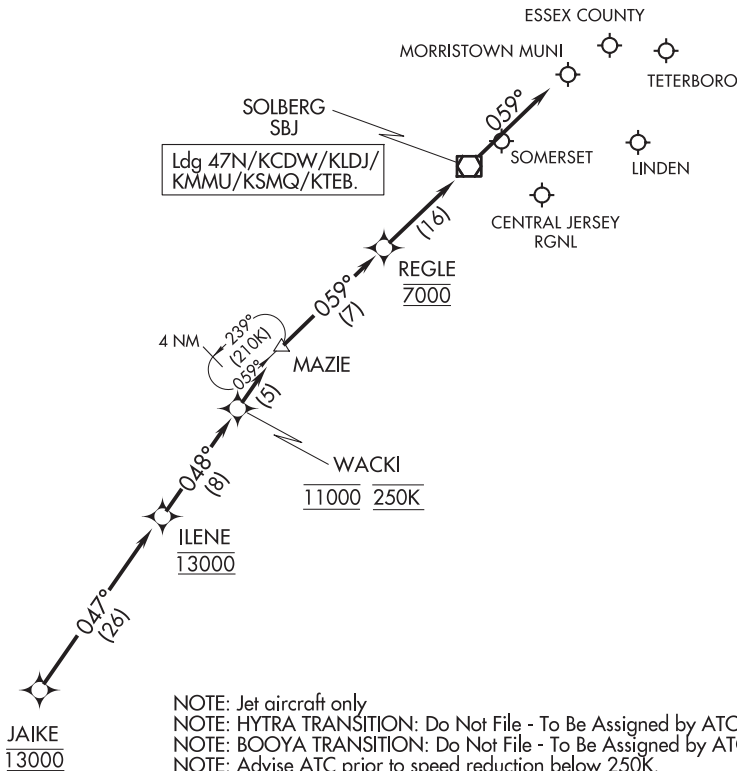 ESSEX COUNTY
MORRISTOWN MUNI
TETERBORO
SOLBERG
SBJ
059°
Ldg 47N/KCDW/KLDJ/
KMMU/KSMQ/KTEB.
SOMERSET
LINDEN
CENTRAL JERSEY
RGNL
(16)
REGLE
7000
059°
(7)
4 NM
239°
(210K)
059°
MAZIE
(5)
WACKI
11000 250K
048°
(8)
ILENE
13000
047°
(26)
JAIKE
13000
NOTE: Jet aircraft only
NOTE: HYTRA TRANSITION: Do Not File - To Be Assigned by ATC
NOTE: BOOYA TRANSITION: Do Not File - To Be Assigned by ATC
NOTE: Advise ATC prior to speed reduction below 250K.